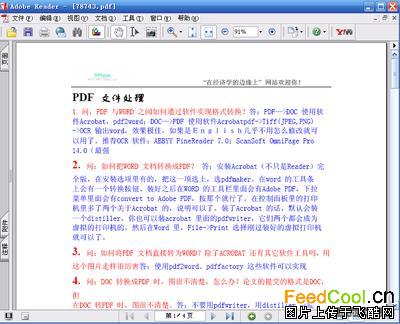 Adobe Reader - [78743.pdf]
文件(F) 编辑(E) 视图(V) 文档(D) 工具(T) 窗口(W) 帮助(H)
91%
“在经济学的边缘上”网站欢迎你!
PDF 文件处理
1. 问: PDF 与WORD 之间如何通过软件实现格式转换? 答: PDF-->DOC 使用软
件Acrobat, pdf2word; DOC-->PDF 使用软件Acrobatpdf->Tiff(JPEG,PNG)
->OCR 输出word, 效果极佳, 如果是English几乎不用怎么修改就可
以用了。推荐OCR 软件: ABBYY FineReader 7.0; ScanSoft OmniPage Pro
14.0(最强
2. 问: 如何把WORD 文档转换成PDF? 答: 安装Acrobat(不只是Reader)完
全版, 在安装选项里有的, 把这一项选上, 选pdfmaker, 在word 的工具条
上会有一个转换按钮, 装好之后在WORD 的工具栏里面会有Adobe PDF, 下拉
菜单里面会有convert to Adobe PDF, 按那个就行了。在控制面板里的打印
机里多了两个关于Acrobat 的, 说明可以了。装了Acrobat的话, 默认会装
一个distiller, 你也可以装acrobat 里面的pdfwriter, 它们两个都会成为
虚拟的打印机的。然后在Word 里, File->Print 选择刚过装好的虚拟打印机
就可以了。
3. 问: 如何将PDF 文档直接转为WORD? 除了ACROBAT 还有其它软件工具吗, 用
这个图片走样很厉害答: 使用pdf2word. pdffactory 这些软件可以实现
4. 问: DOC 转换成PDF 时, 图很不清楚, 怎么办? 论文的提交的格式是DOC,
但
在DOC 转PDF 时, 图很不清楚。答: 不要用pdfwriter, 用distiller
第1/4 页
FeedCool.cn
图片上传于飞酷网